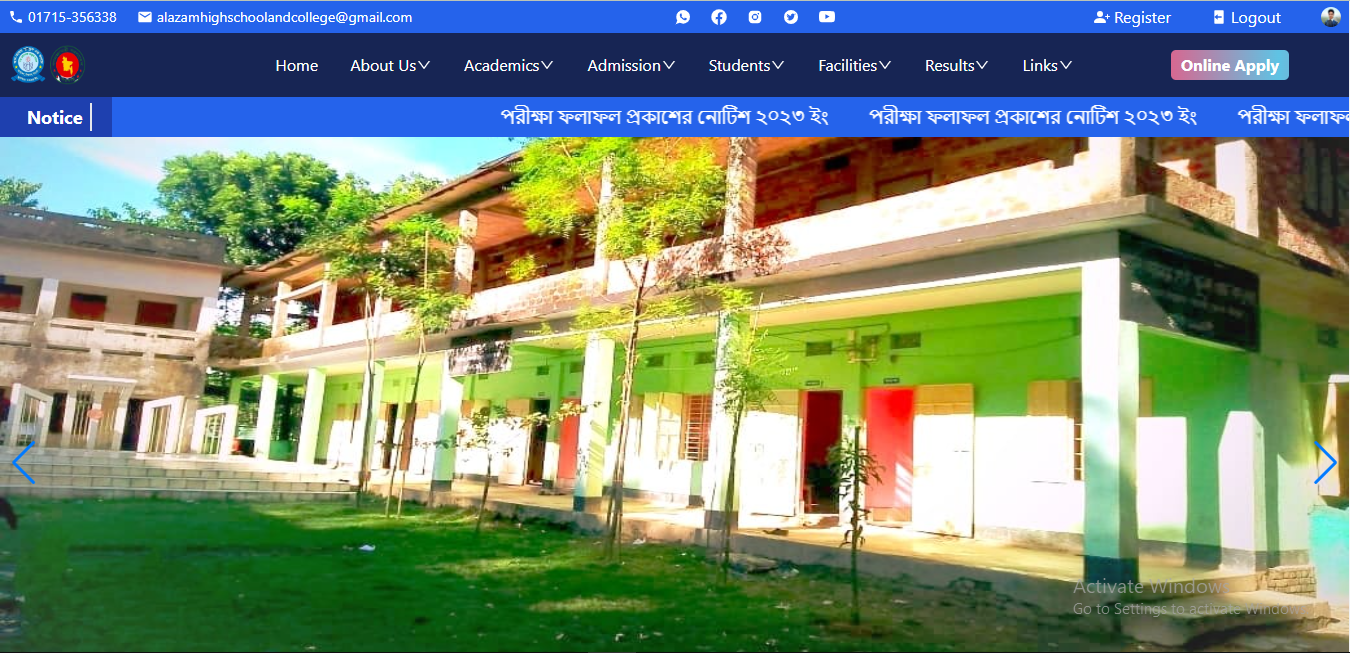 01715-356338 alazamhighschoolandcollege@gmail.com Register Logout
Home About Us Academics Admission Students Facilities Results Links Online Apply
Notice পরীক্ষা ফলাফল প্রকাশের নোটিশ ২০২৩ ইং পরীক্ষা ফলাফল প্রকাশের নোটিশ ২০২৩ ইং পরীক্ষা
Activate Windows
Go to Settings to activate Windows